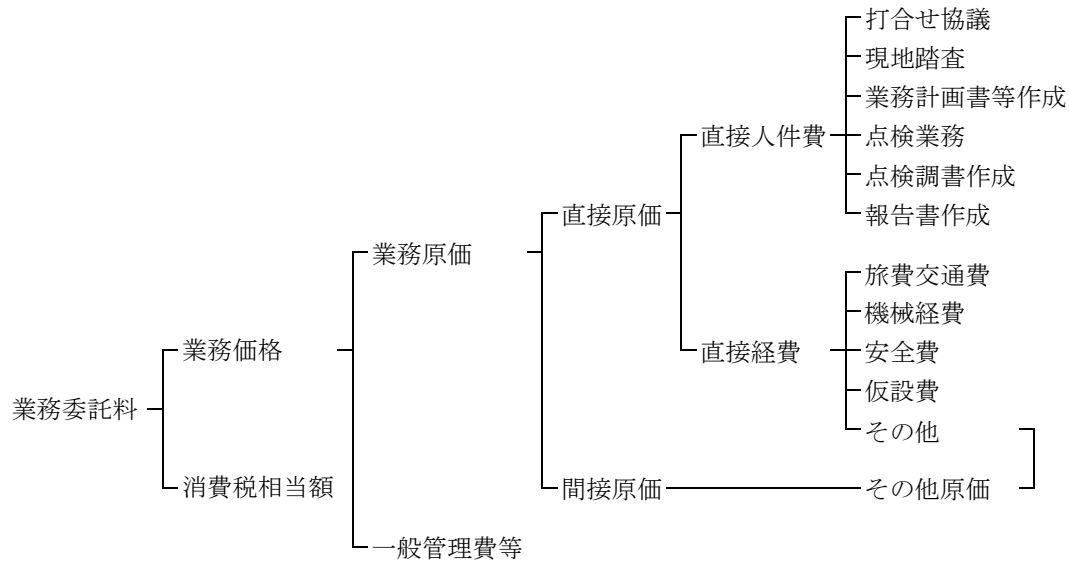 打合せ協議
現地踏査
業務計画書等作成
直接人件費
点検業務
点検調書作成
直接原価
報告書作成
業務原価
旅費交通費
機械経費
業務価格
直接経費
安全費
仮設費
業務委託料
その他
消費税相当額
間接原価
その他原価
一般管理費等